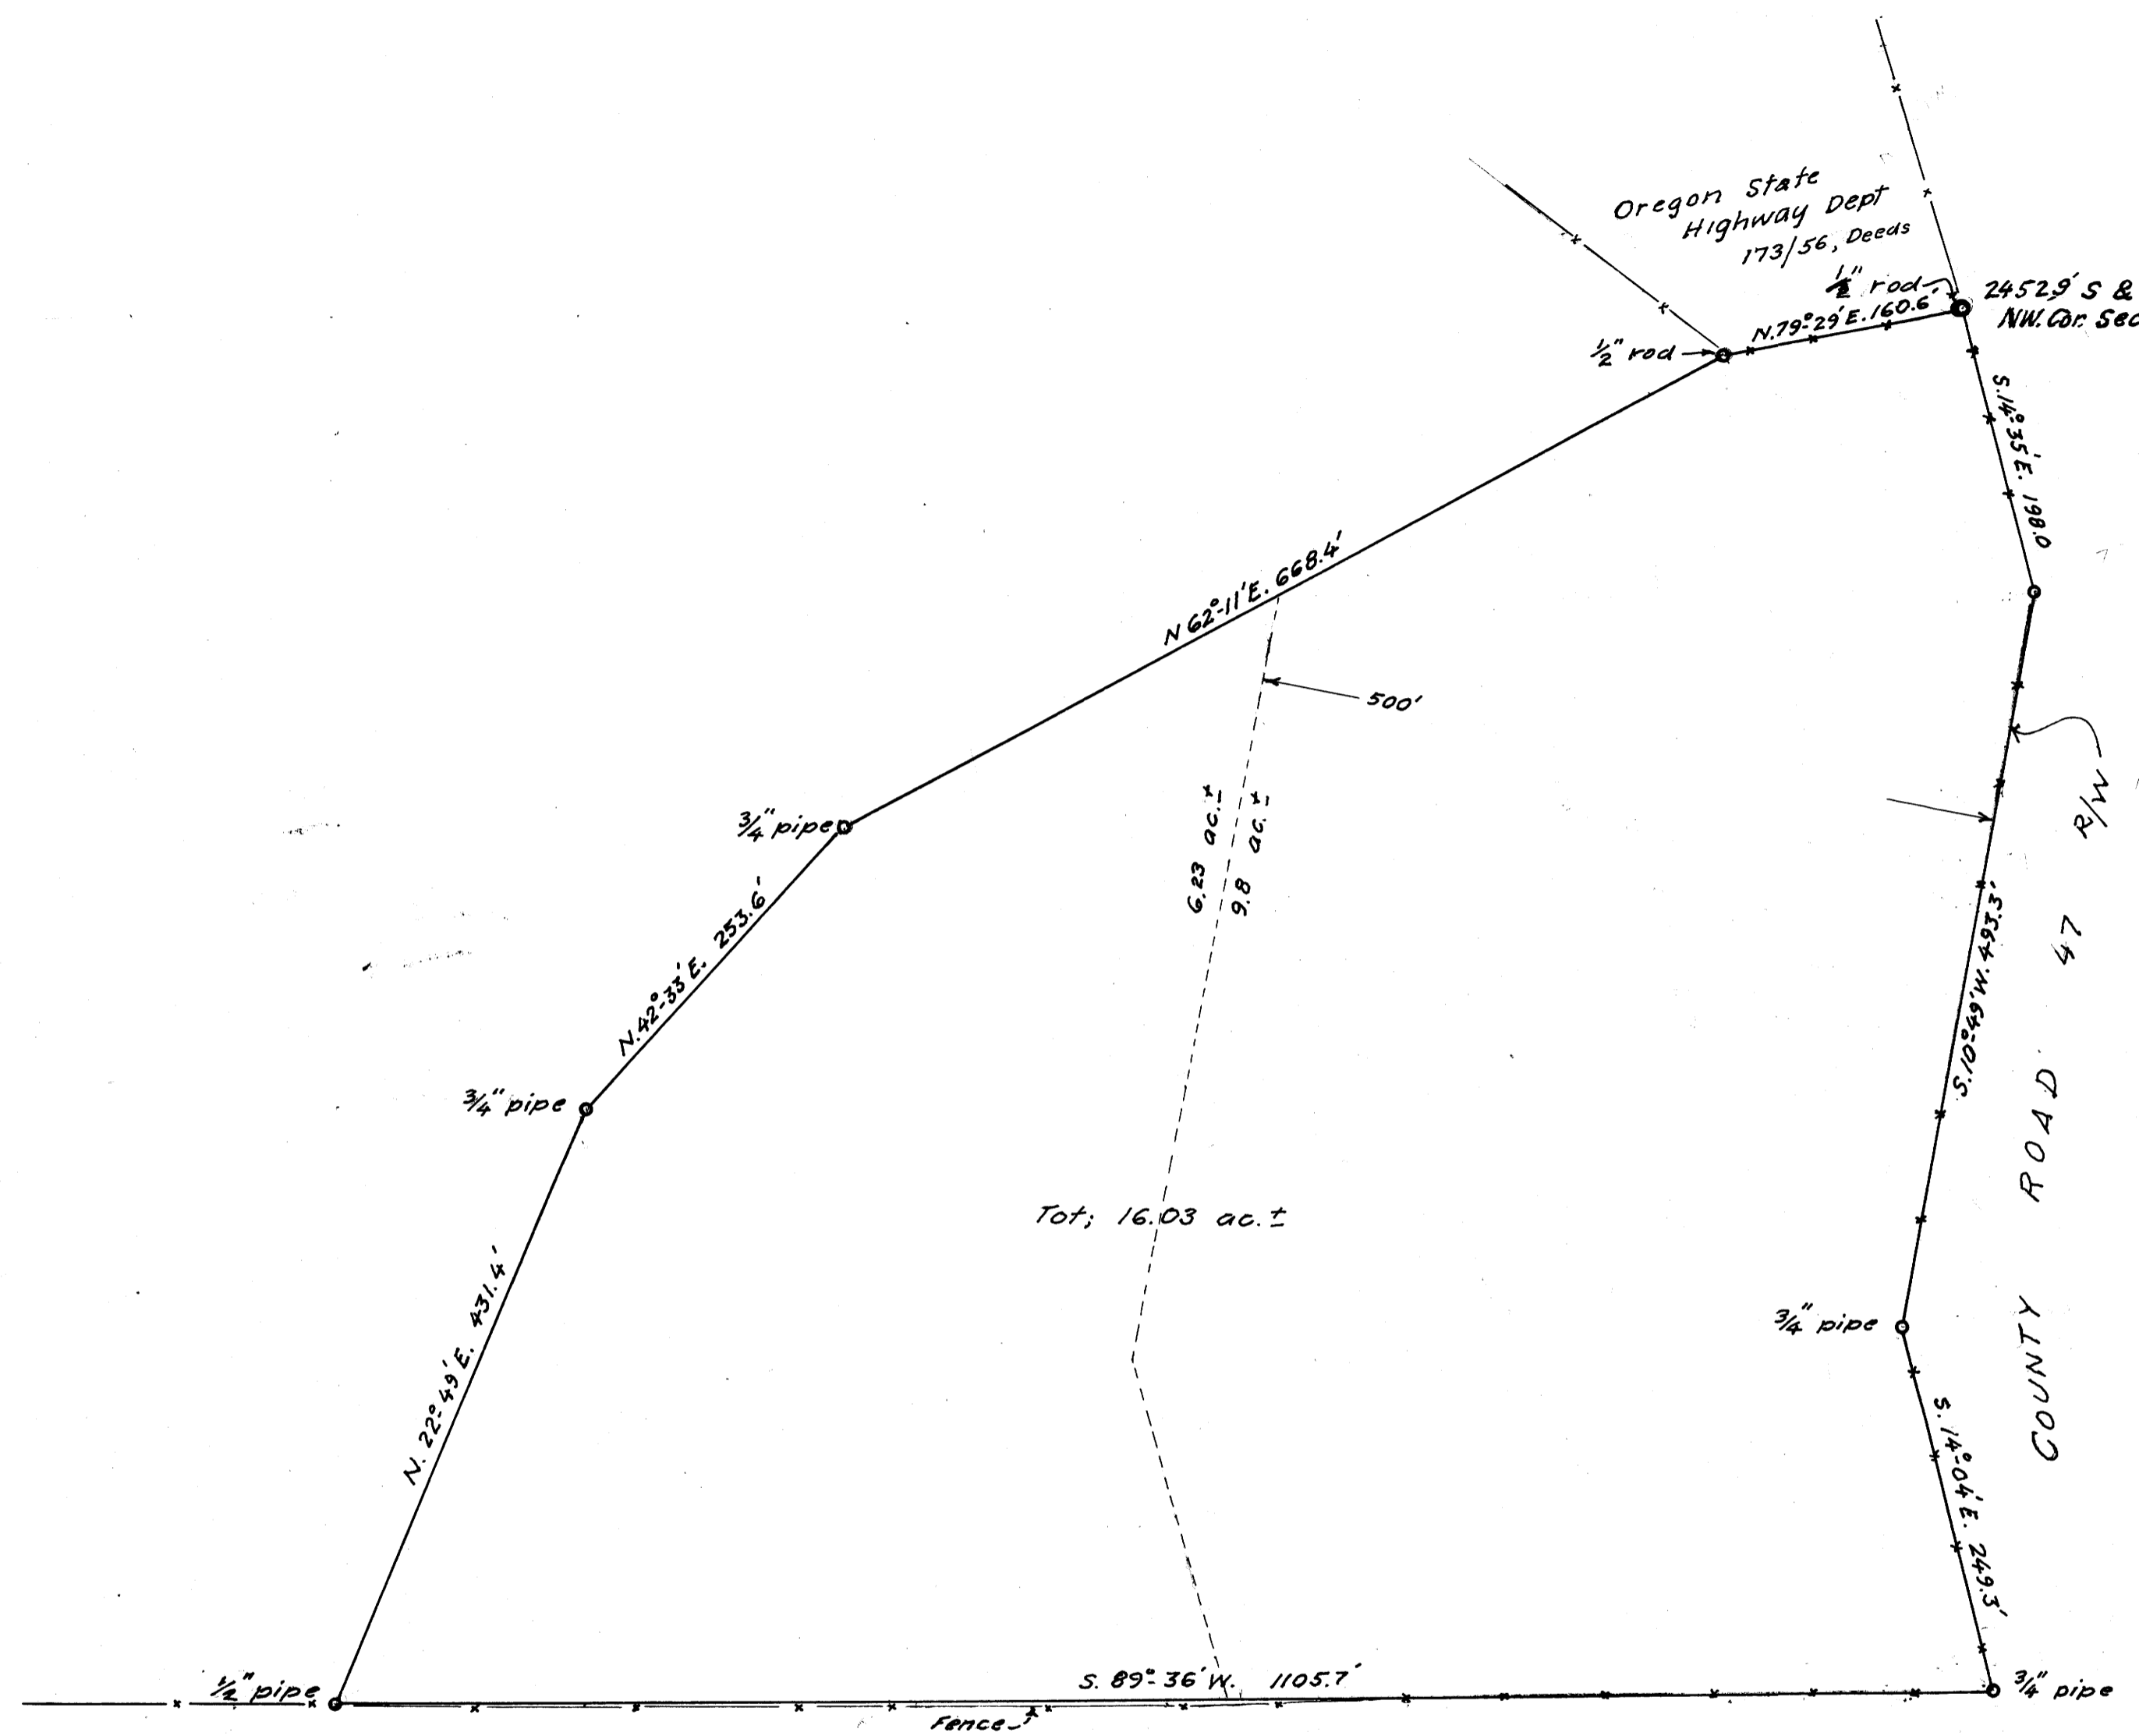 Oregon State
Highway Dept
173/56, Deeds
1/2" rod
2452.9' S &
NW. Cor. Sec
N. 79°-29' E. 160.6'
1/2" rod
S. 14°-35' E. 198.0
N 62°-11' E. 668.4'
500'
3/4" pipe
6.23 ac. ±
9.8 ac. ±
R/W
N. 42°-33' E. 253.6'
S. 10°-49' W. 493.3'
COUNTY ROAD 47
3/4" pipe
Tot; 16.03 ac. ±
3/4" pipe
N. 22°-49' E. 431.4'
S. 14°-04' E. 249.3'
1/2" pipe
S. 89°-36' W. 1105.7'
3/4" pipe
Fence